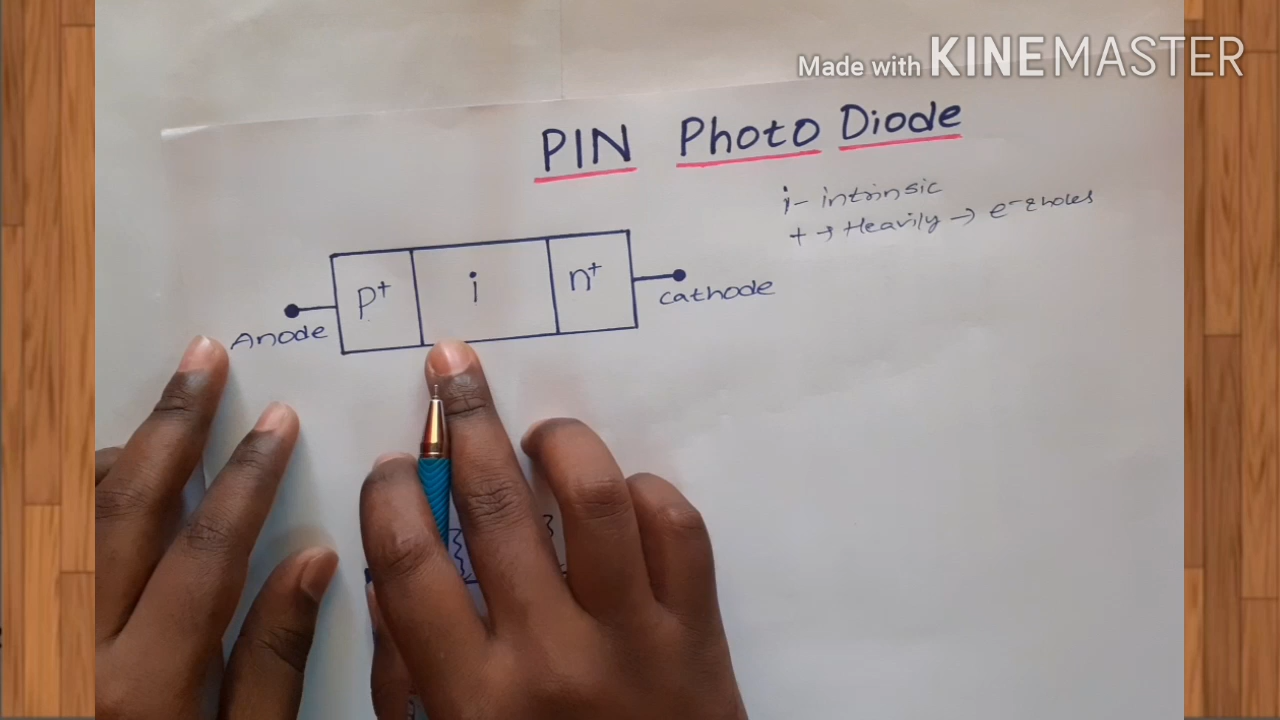 Made with KINEMASTER
PIN Photo Diode
i- intrinsic
+ → Heavily → e⁻ & holes
p+ i n+
Anode
Cathode